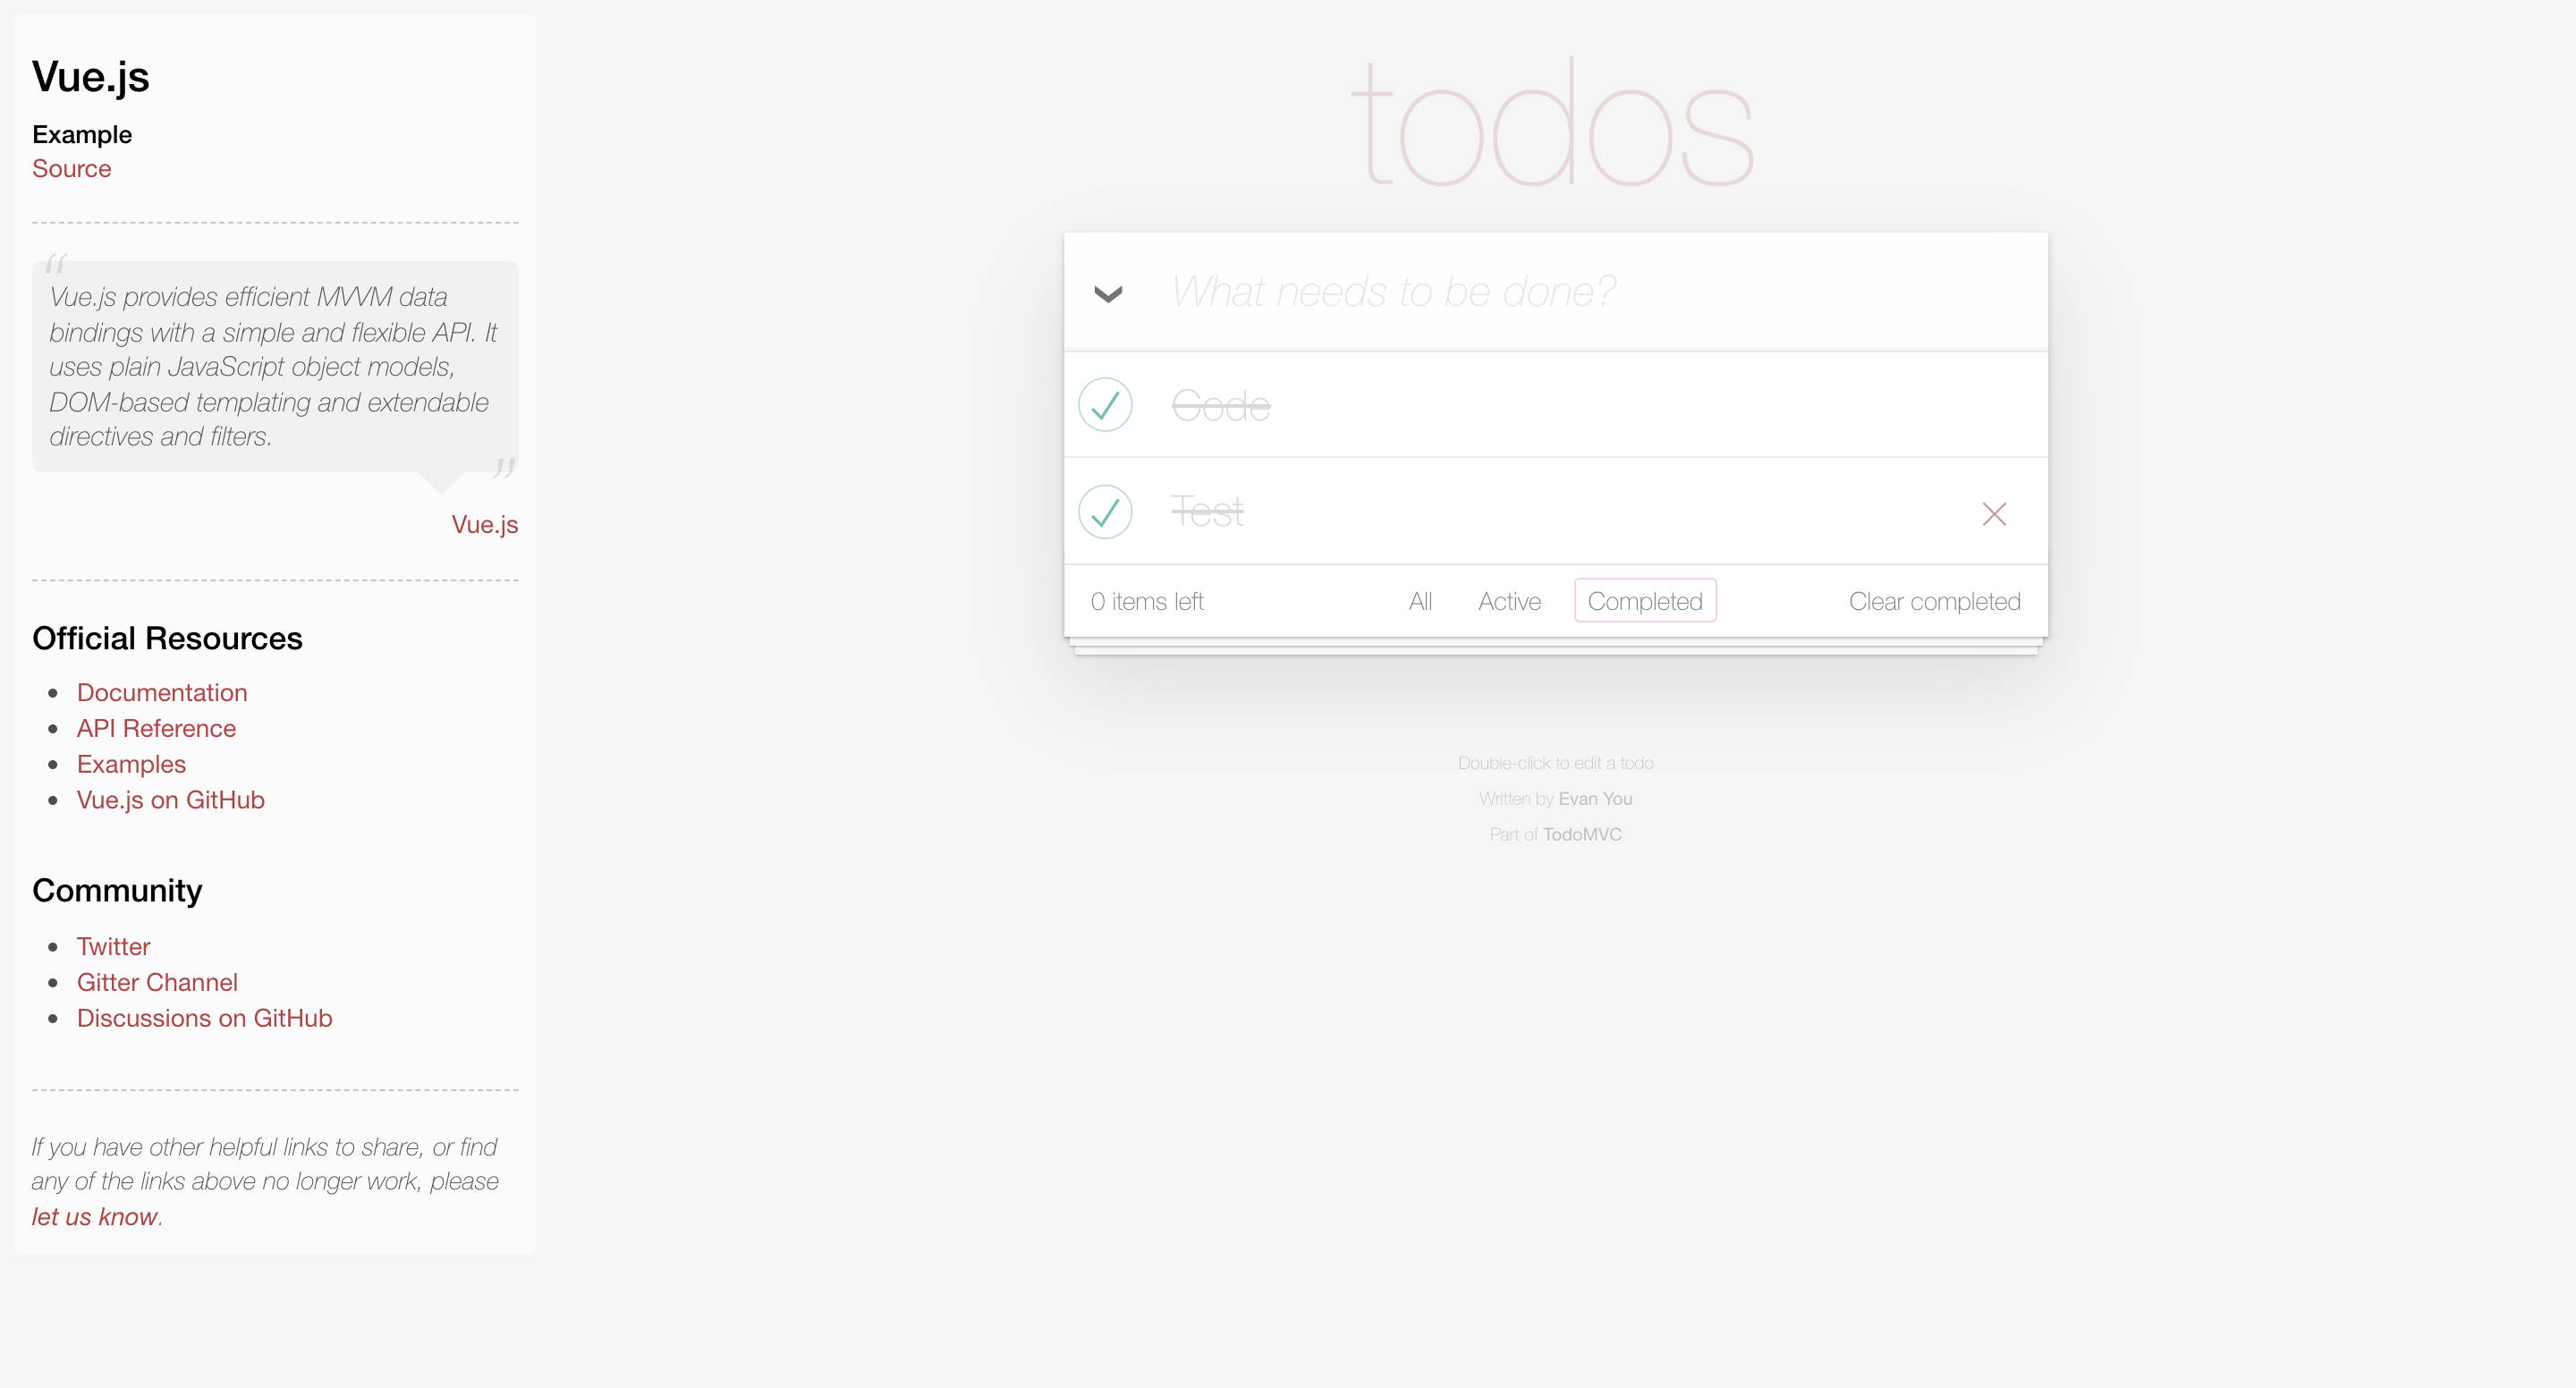 Vue.js
Example
Source
“
Vue.js provides efficient MVVM data
bindings with a simple and flexible API. It
uses plain JavaScript object models,
DOM-based templating and extendable
directives and filters.
”
Vue.js
Official Resources
• Documentation
• API Reference
• Examples
• Vue.js on GitHub
Community
• Twitter
• Gitter Channel
• Discussions on GitHub
If you have other helpful links to share, or find
any of the links above no longer work, please
let us know.
todos
What needs to be done?
Code
Test
0 items left All Active Completed Clear completed
Double-click to edit a todo
Written by Evan You
Part of TodoMVC